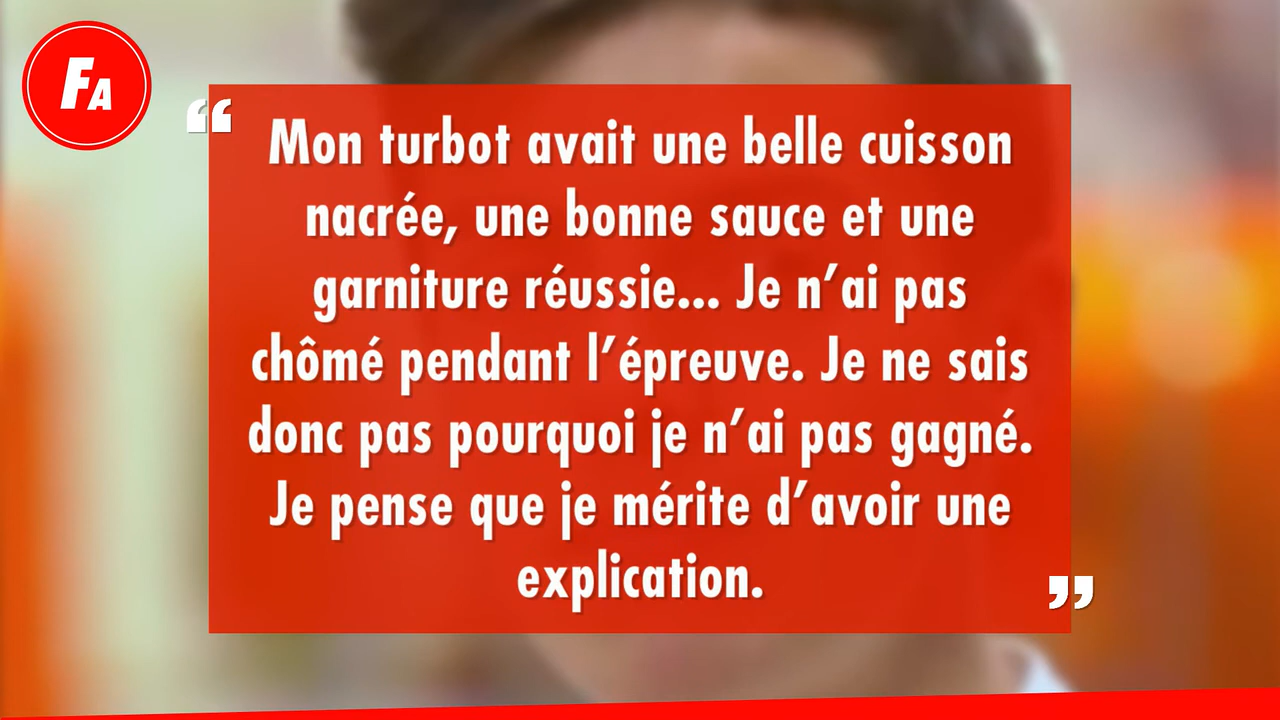 FA
“
Mon turbot avait une belle cuisson
nacrée, une bonne sauce et une
garniture réussie... Je n’ai pas
chômé pendant l’épreuve. Je ne sais
donc pas pourquoi je n’ai pas gagné.
Je pense que je mérite d’avoir une
explication.
”